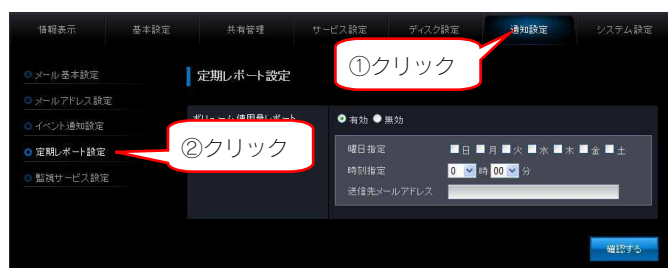 情報表示 基本設定 共有管理 サービス設定 ディスク設定 通知設定 システム設定
①クリック
メール基本設定
定期レポート設定
メールアドレス設定
イベント通知設定
ボリューム使用量レポート
有効 無効
②クリック
定期レポート設定
曜日指定 日 月 火 水 木 金 土
監視サービス設定
時刻指定 0 時 00 分
送信先メールアドレス
確認する